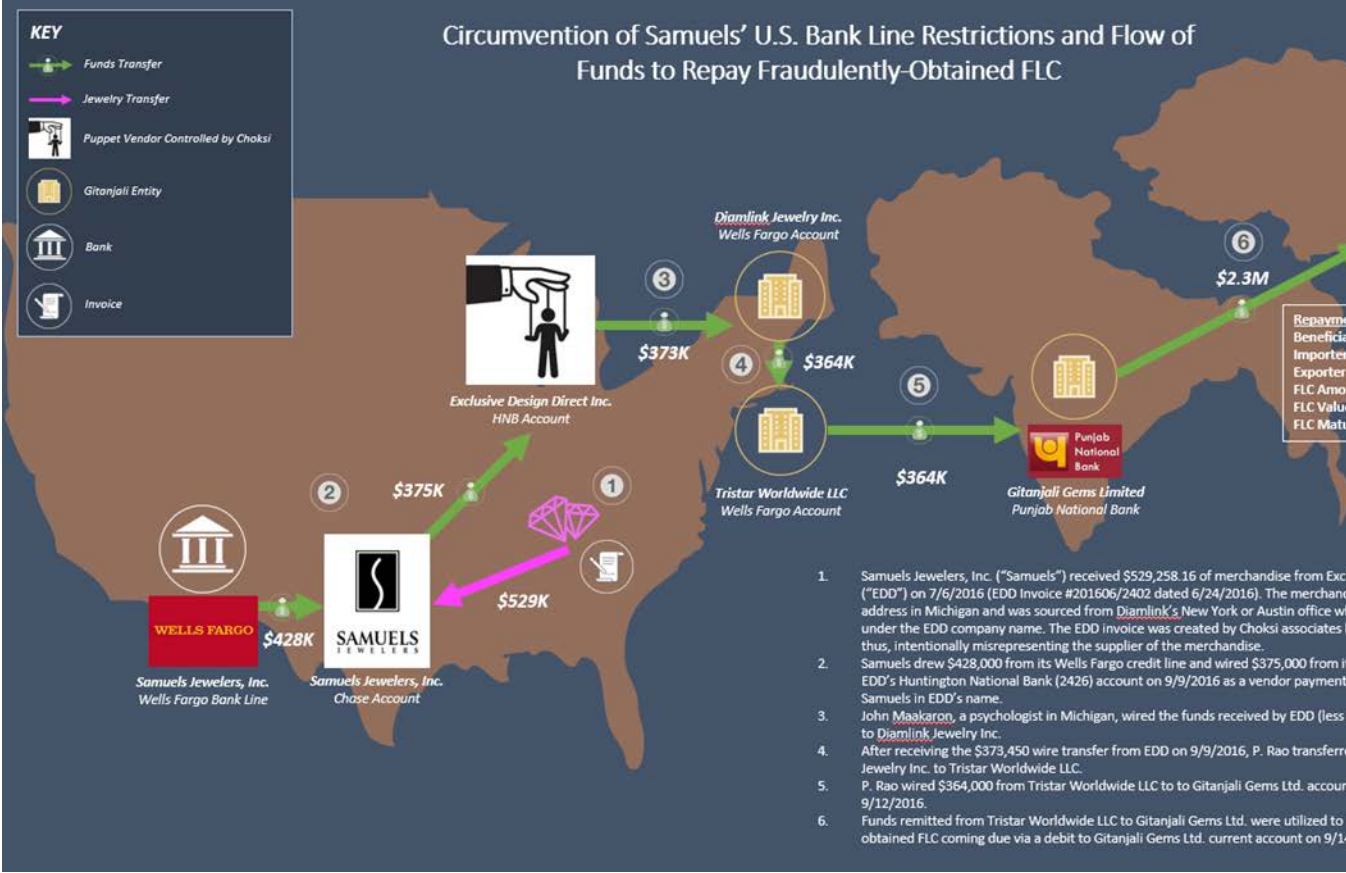 KEY
Funds Transfer
Jewelry Transfer
Puppet Vendor Controlled by Choksi
Gitanjali Entity
Bank
Invoice
Circumvention of Samuels' U.S. Bank Line Restrictions and Flow of
Funds to Repay Fraudulently-Obtained FLC
Diamlink Jewelry Inc.
Wells Fargo Account
3
$373K
4
$364K
Exclusive Design Direct Inc.
HNB Account
5
$364K
Tristar Worldwide LLC
Wells Fargo Account
Punjab
National
Bank
Gitanjali Gems Limited
Punjab National Bank
6
$2.3M
Repayme
Beneficia
Importer
Exporter
FLC Amo
FLC Valu
FLC Matu
2
$375K
1
$529K
WELLS FARGO
$428K
S
SAMUELS
JEWELERS
Samuels Jewelers, Inc.
Wells Fargo Bank Line
Samuels Jewelers, Inc.
Chase Account
1. Samuels Jewelers, Inc. ("Samuels") received $529,258.16 of merchandise from Exc
("EDD") on 7/6/2016 (EDD Invoice #201606/2402 dated 6/24/2016). The merchand
address in Michigan and was sourced from Diamlink's New York or Austin office w
under the EDD company name. The EDD invoice was created by Choksi associates
thus, intentionally misrepresenting the supplier of the merchandise.
2. Samuels drew $428,000 from its Wells Fargo credit line and wired $375,000 from i
EDD's Huntington National Bank (2426) account on 9/9/2016 as a vendor payment
Samuels in EDD's name.
3. John Maakaron, a psychologist in Michigan, wired the funds received by EDD (less
to Diamlink Jewelry Inc.
4. After receiving the $373,450 wire transfer from EDD on 9/9/2016, P. Rao transferr
Jewelry Inc. to Tristar Worldwide LLC.
5. P. Rao wired $364,000 from Tristar Worldwide LLC to to Gitanjali Gems Ltd. accoun
9/12/2016.
6. Funds remitted from Tristar Worldwide LLC to Gitanjali Gems Ltd. were utilized to
obtained FLC coming due via a debit to Gitanjali Gems Ltd. current account on 9/1